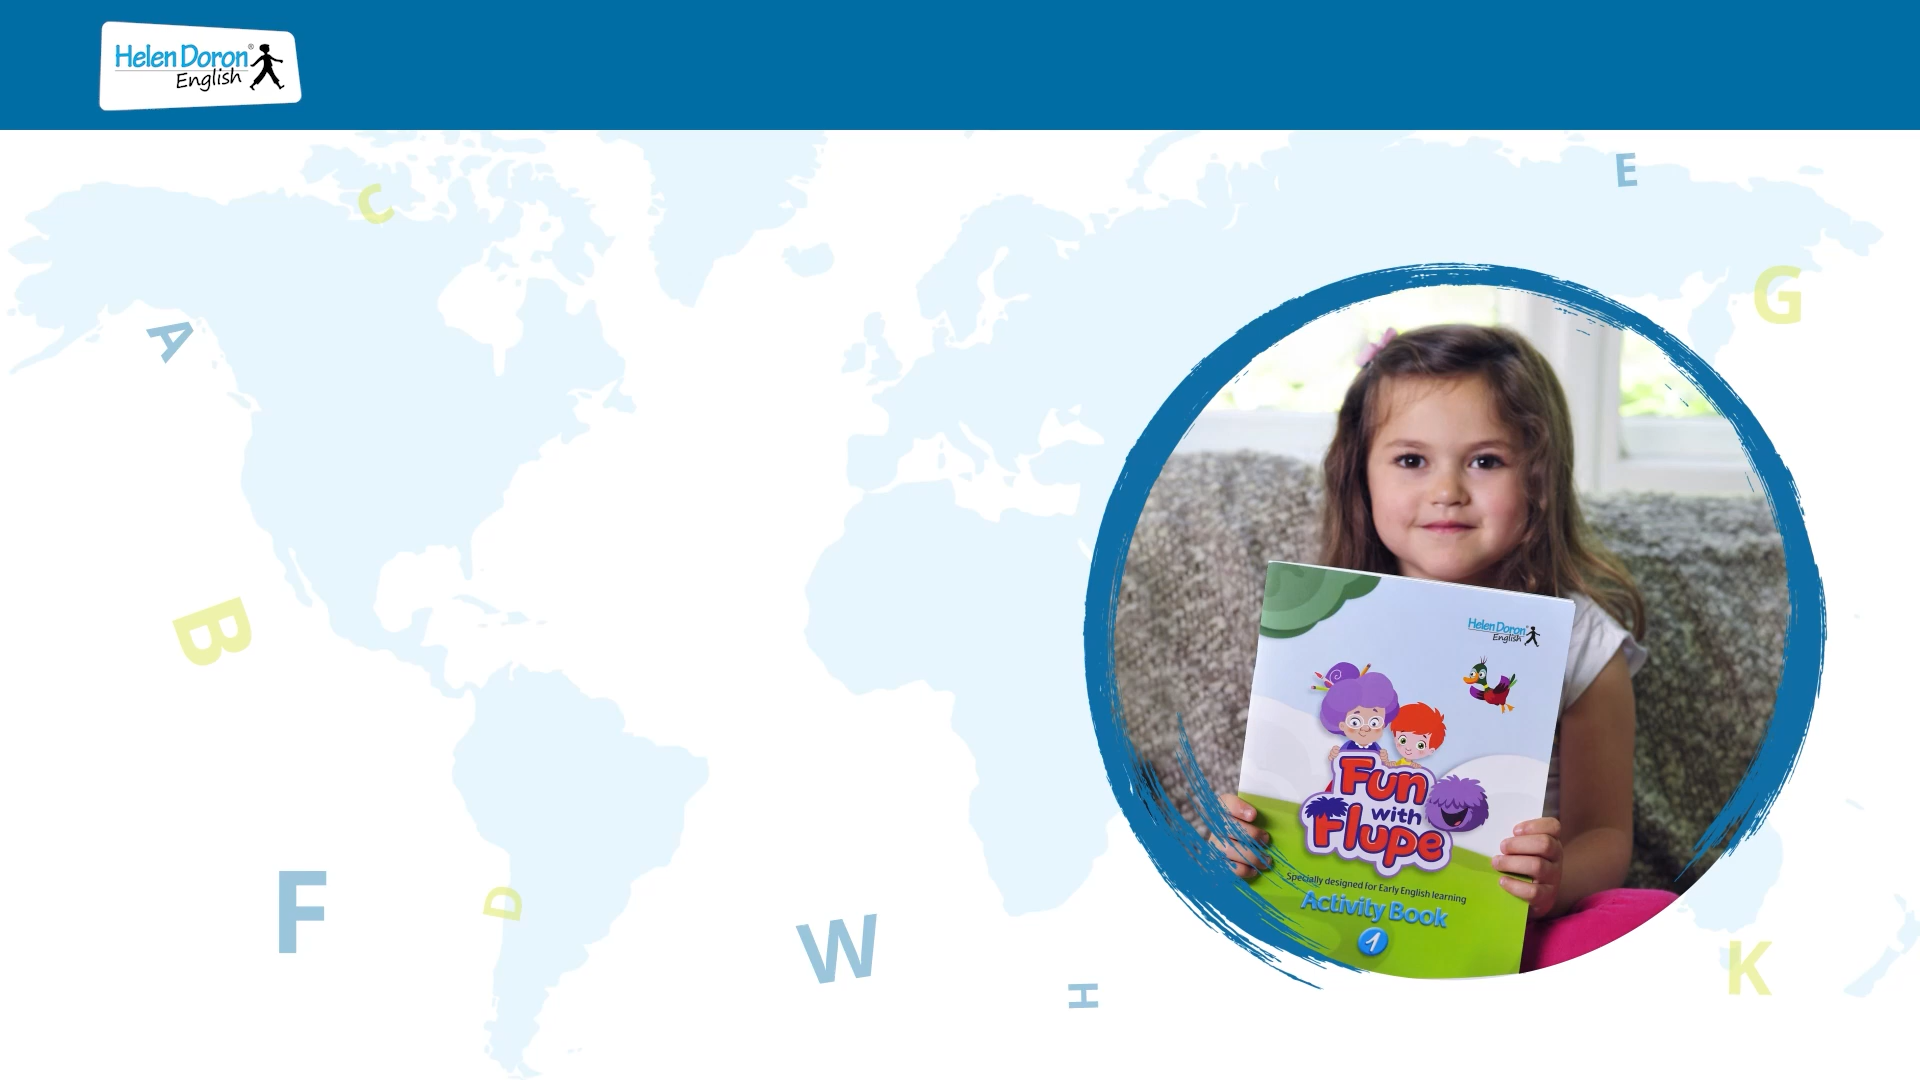 Helen Doron®
English
C
E
G
A
B
F
D
W
H
K
Helen Doron®
English
Fun
with
Flupe
Specially designed for Early English learning
Activity Book
1